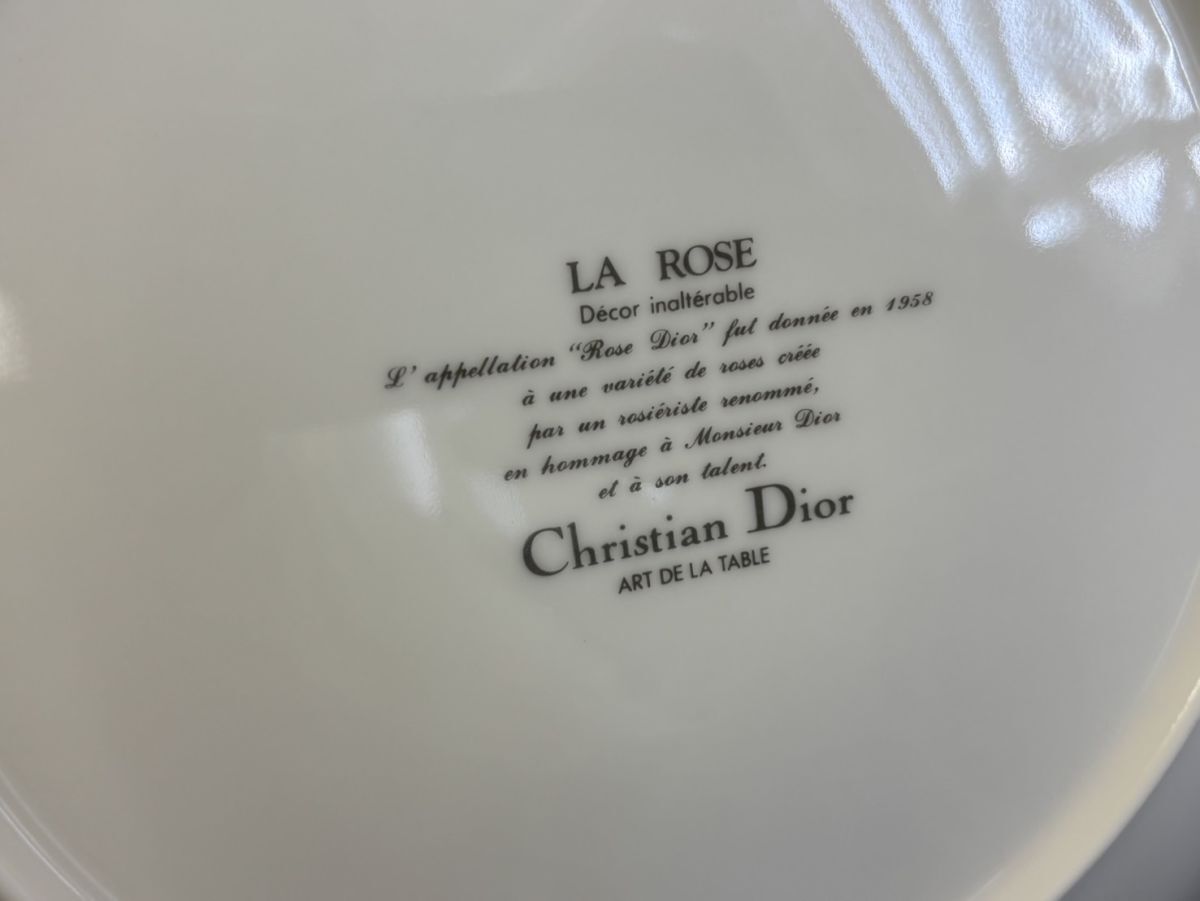 LA ROSE
Décor inaltérable
L' appellation “Rose Dior” fut donnée en 1958
à une variété de roses créée
par un rosiériste renommé,
en hommage à Monsieur Dior
et à son talent.
Christian Dior
ART DE LA TABLE